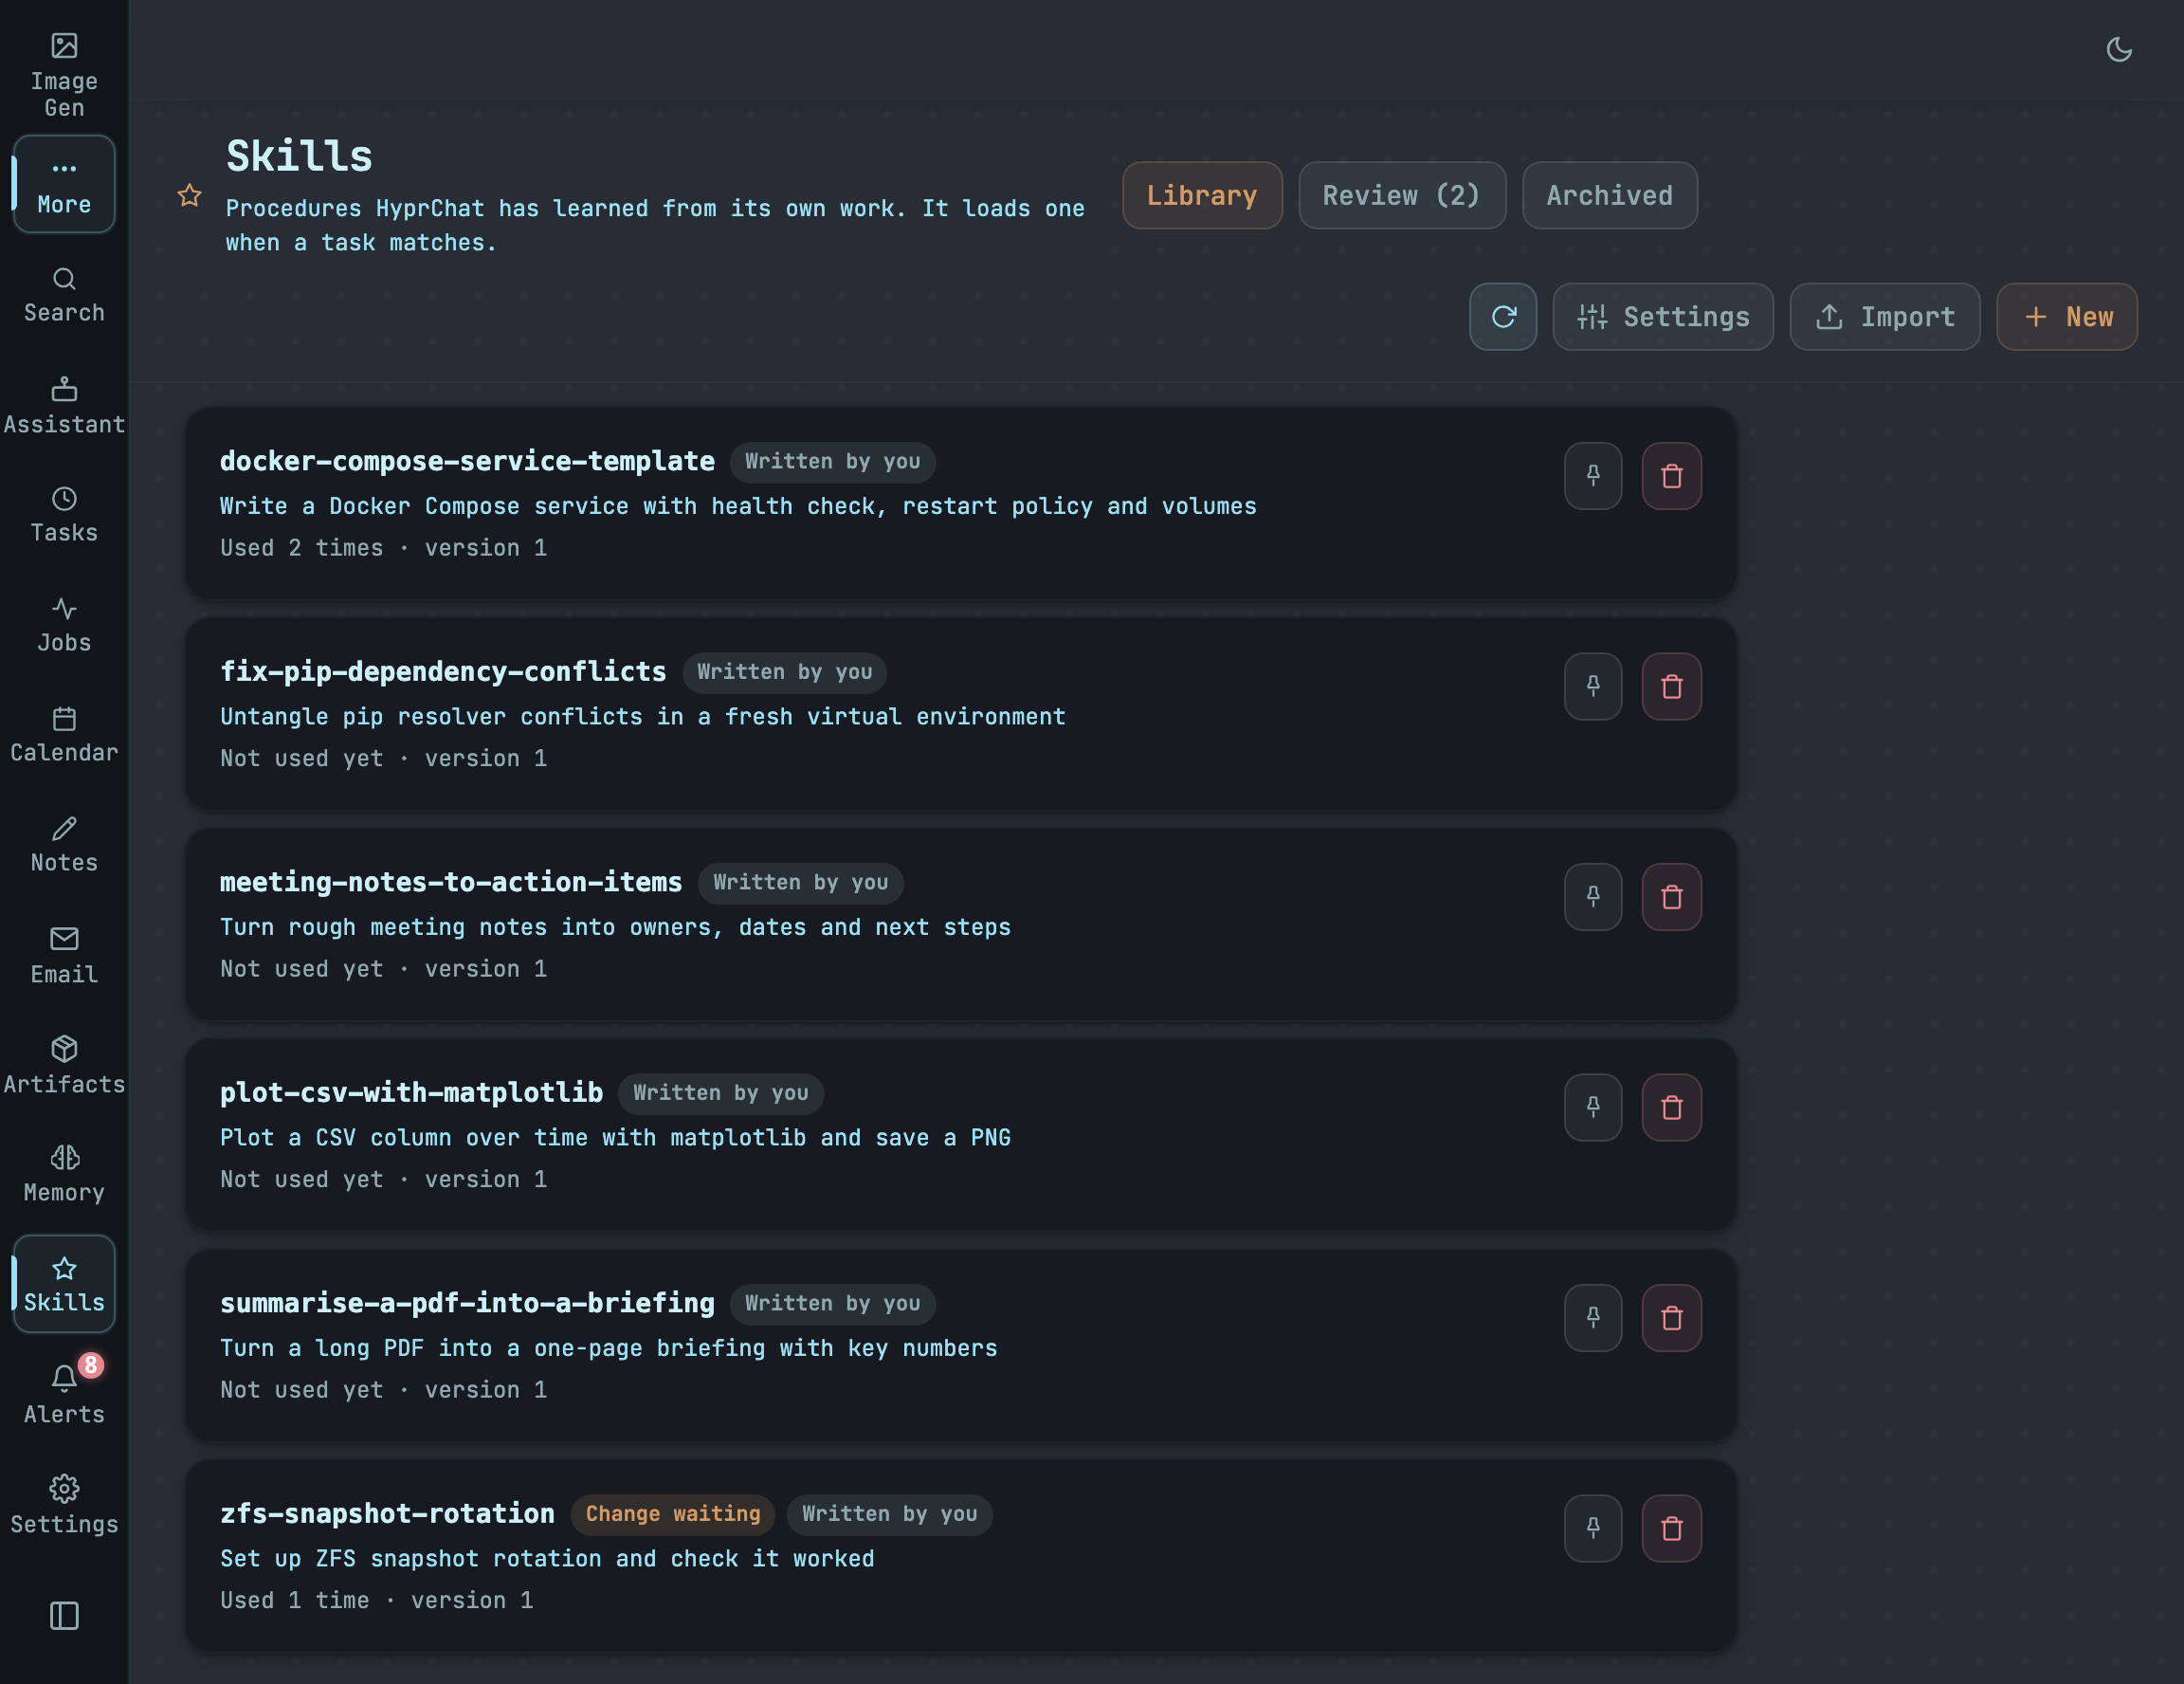 Image
Gen
More
Search
Assistant
Tasks
Jobs
Calendar
Notes
Email
Artifacts
Memory
Skills
8
Alerts
Settings
Skills
Procedures HyprChat has learned from its own work. It loads one
when a task matches.
Library
Review (2)
Archived
Settings
Import
New
docker-compose-service-template Written by you
Write a Docker Compose service with health check, restart policy and volumes
Used 2 times · version 1
fix-pip-dependency-conflicts Written by you
Untangle pip resolver conflicts in a fresh virtual environment
Not used yet · version 1
meeting-notes-to-action-items Written by you
Turn rough meeting notes into owners, dates and next steps
Not used yet · version 1
plot-csv-with-matplotlib Written by you
Plot a CSV column over time with matplotlib and save a PNG
Not used yet · version 1
summarise-a-pdf-into-a-briefing Written by you
Turn a long PDF into a one-page briefing with key numbers
Not used yet · version 1
zfs-snapshot-rotation Change waiting Written by you
Set up ZFS snapshot rotation and check it worked
Used 1 time · version 1